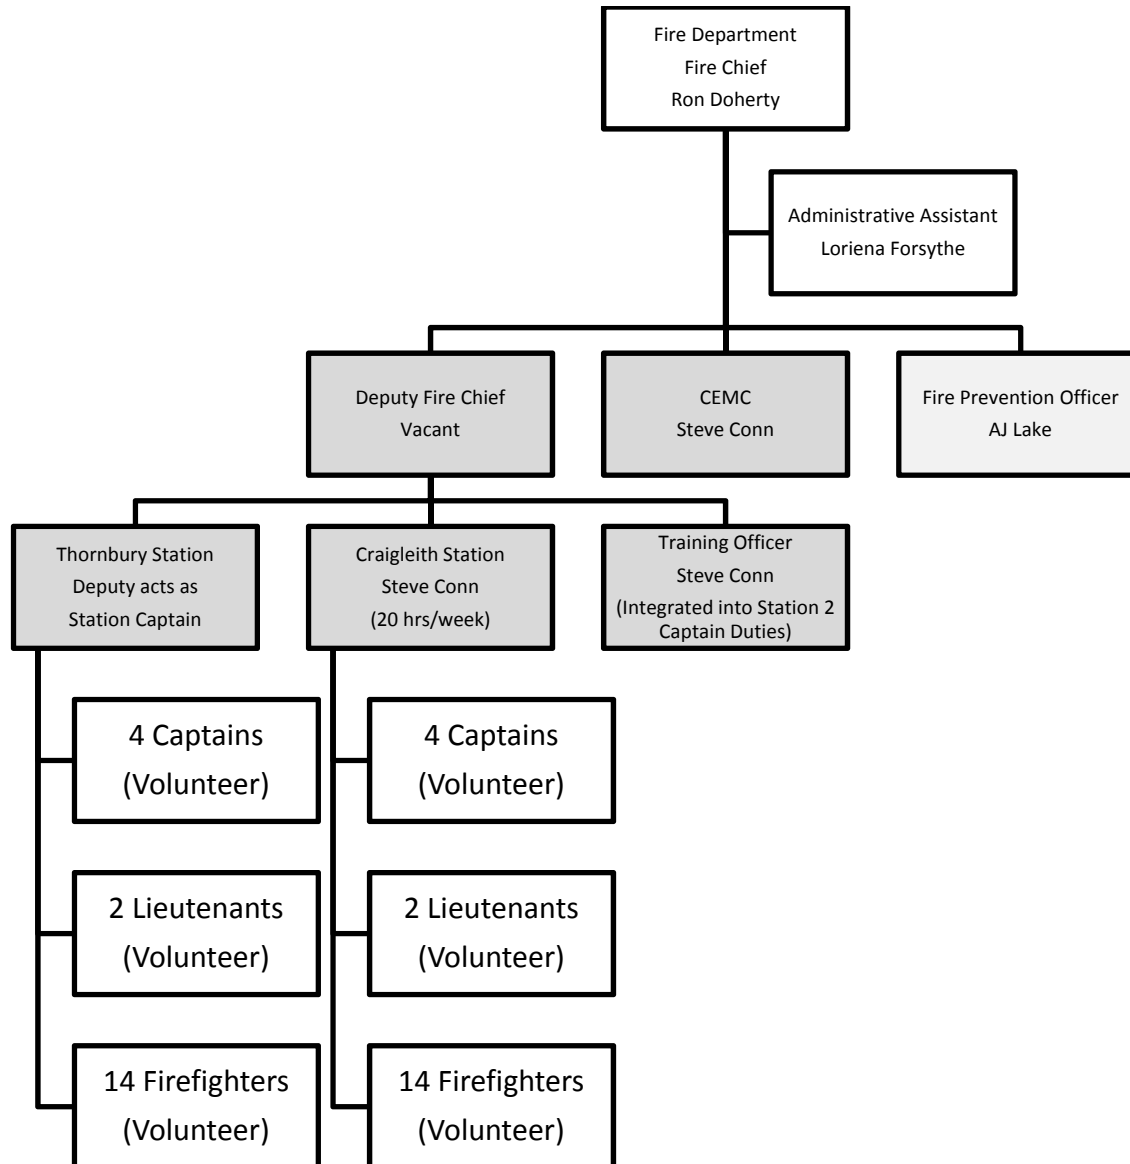 Fire Department
Fire Chief
Ron Doherty
Administrative Assistant
Loriena Forsythe
Deputy Fire Chief
Vacant
CEMC
Steve Conn
Fire Prevention Officer
AJ Lake
Thornbury Station
Deputy acts as
Station Captain
Craigleith Station
Steve Conn
(20 hrs/week)
Training Officer
Steve Conn
(Integrated into Station 2
Captain Duties)
4 Captains
(Volunteer)
4 Captains
(Volunteer)
2 Lieutenants
(Volunteer)
2 Lieutenants
(Volunteer)
14 Firefighters
(Volunteer)
14 Firefighters
(Volunteer)